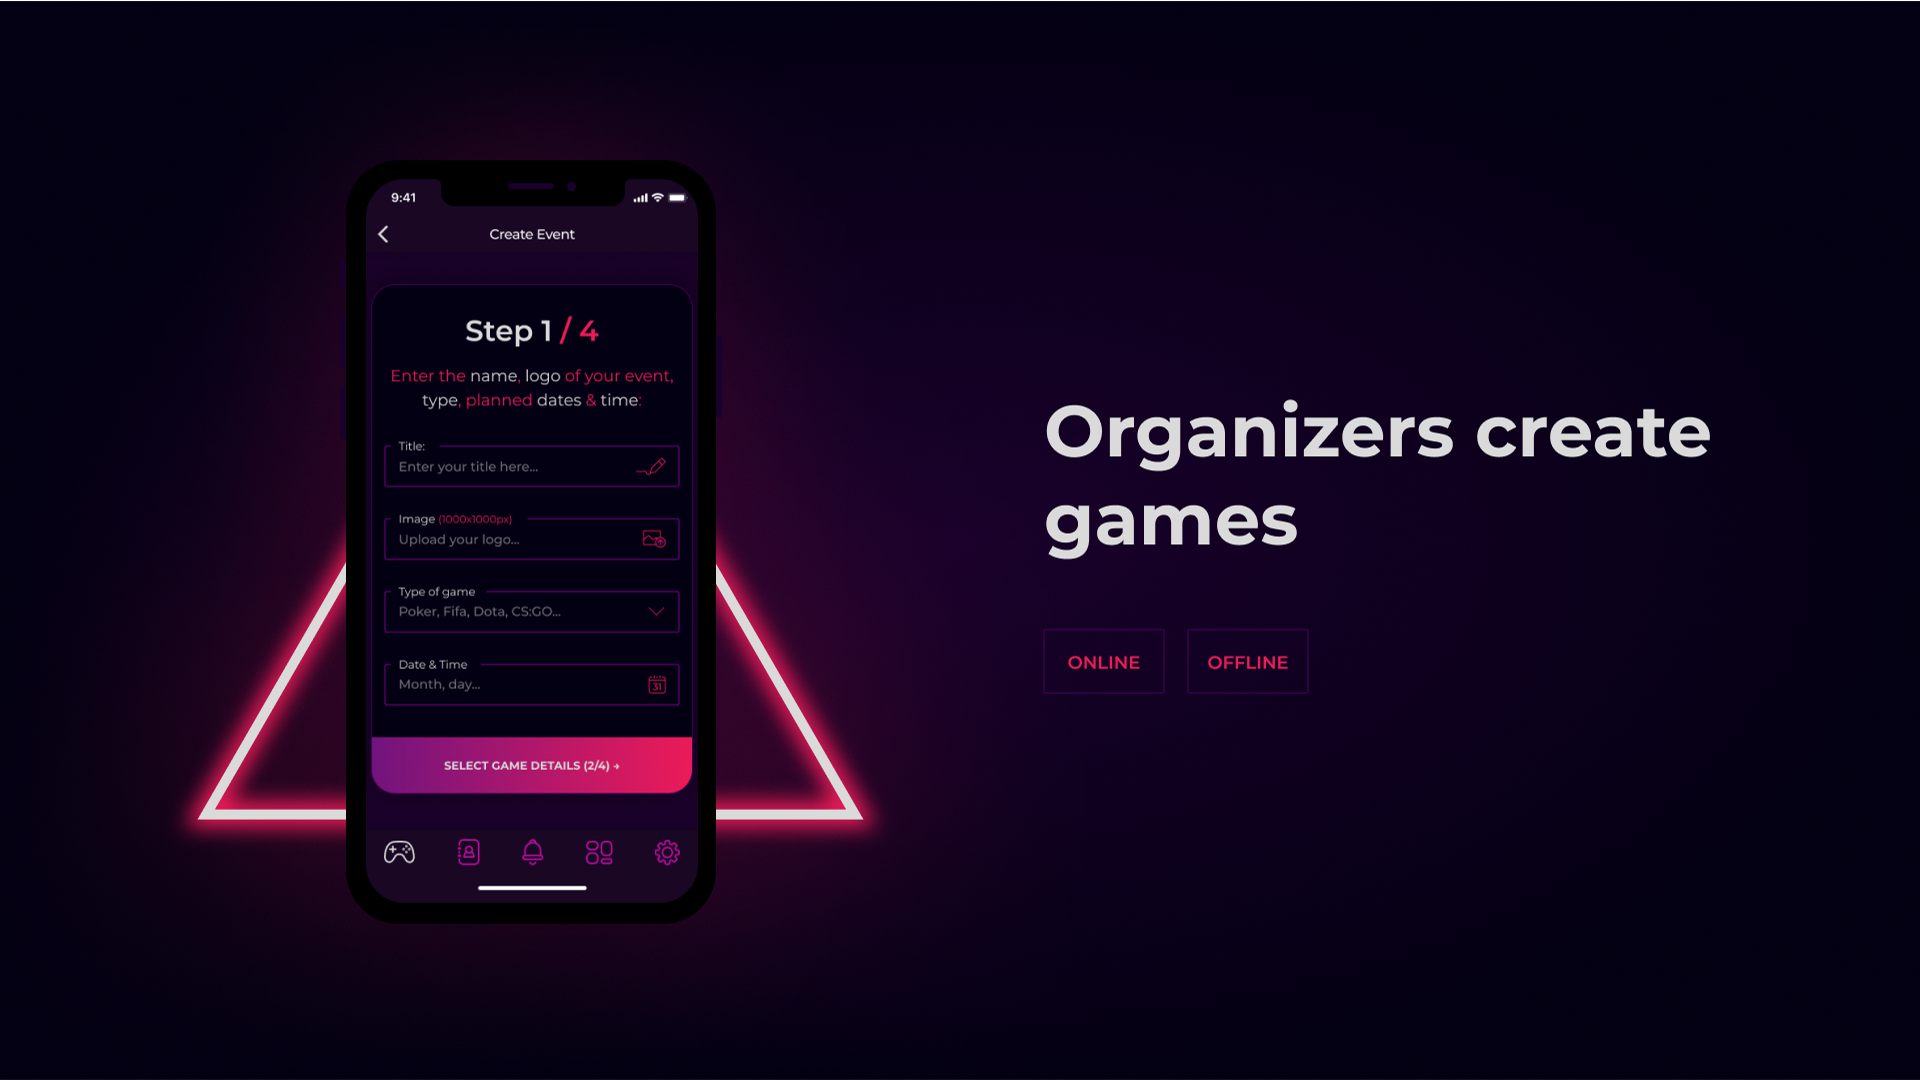 9:41
Create Event
Step 1 / 4
Enter the name, logo of your event,
type, planned dates & time:
Title:
Enter your title here...
Image (1000x1000px)
Upload your logo...
Type of game
Poker, Fifa, Dota, CS:GO...
Date & Time
Month, day...
31
SELECT GAME DETAILS (2/4) →
Organizers create
games
ONLINE
OFFLINE